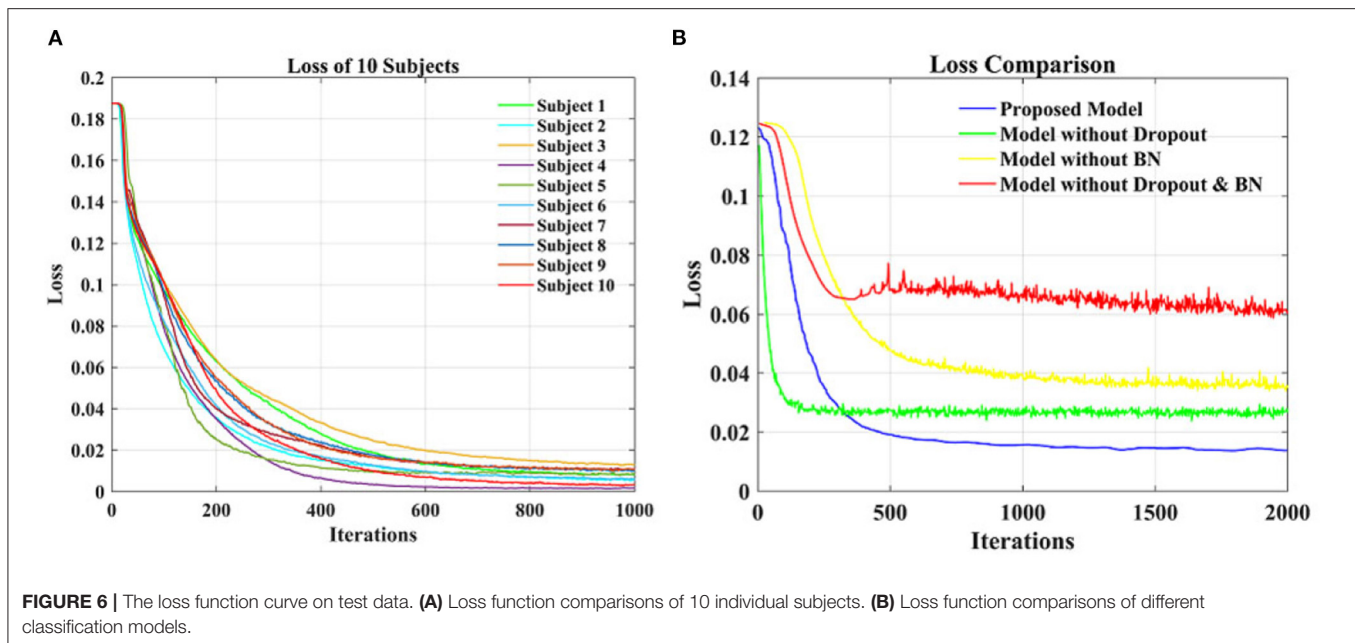 A
Loss of 10 Subjects
0.2
0.18
0.16
0.14
0.12
0.1
0.08
0.06
0.04
0.02
0
Loss
Subject 1
Subject 2
Subject 3
Subject 4
Subject 5
Subject 6
Subject 7
Subject 8
Subject 9
Subject 10
0 200 400 600 800 1000
Iterations
B
Loss Comparison
0.14
0.12
0.1
0.08
0.06
0.04
0.02
0
Loss
Proposed Model
Model without Dropout
Model without BN
Model without Dropout & BN
0 500 1000 1500 2000
Iterations
FIGURE 6 | The loss function curve on test data. (A) Loss function comparisons of 10 individual subjects. (B) Loss function comparisons of different
classification models.